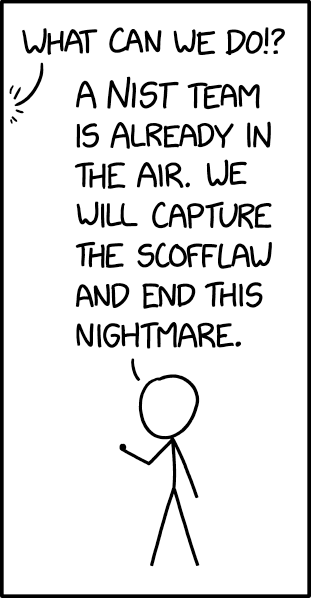 WHAT CAN WE DO!?
A NIST TEAM
IS ALREADY IN
THE AIR. WE
WILL CAPTURE
THE SCOFFLAW
AND END THIS
NIGHTMARE.